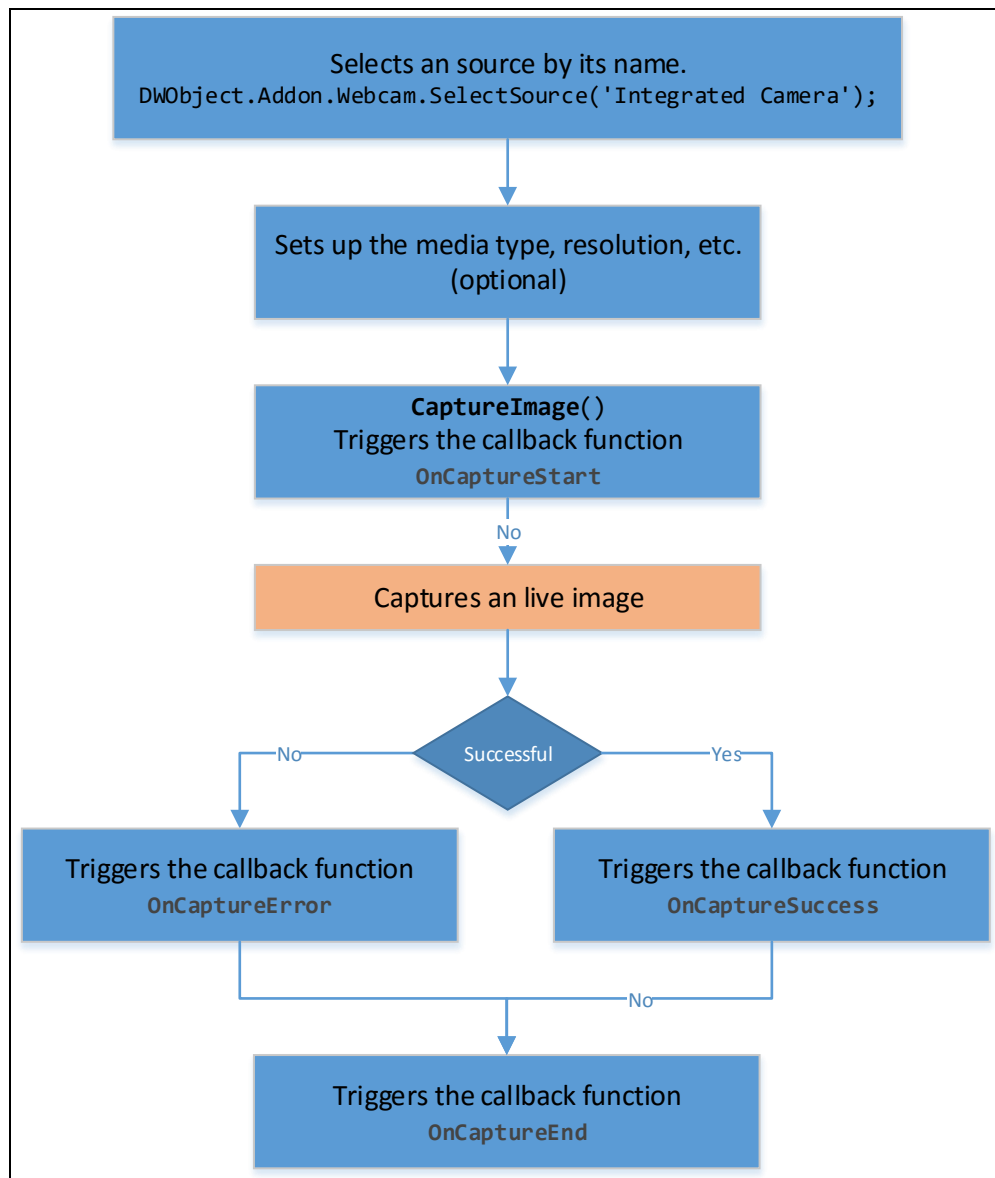 Selects an source by its name.
DWObject.Addon.Webcam.SelectSource('Integrated Camera');
Sets up the media type, resolution, etc.
(optional)
CaptureImage()
Triggers the callback function
OnCaptureStart
No
Captures an live image
Successful
No
Yes
Triggers the callback function
OnCaptureError
Triggers the callback function
OnCaptureSuccess
No
Triggers the callback function
OnCaptureEnd